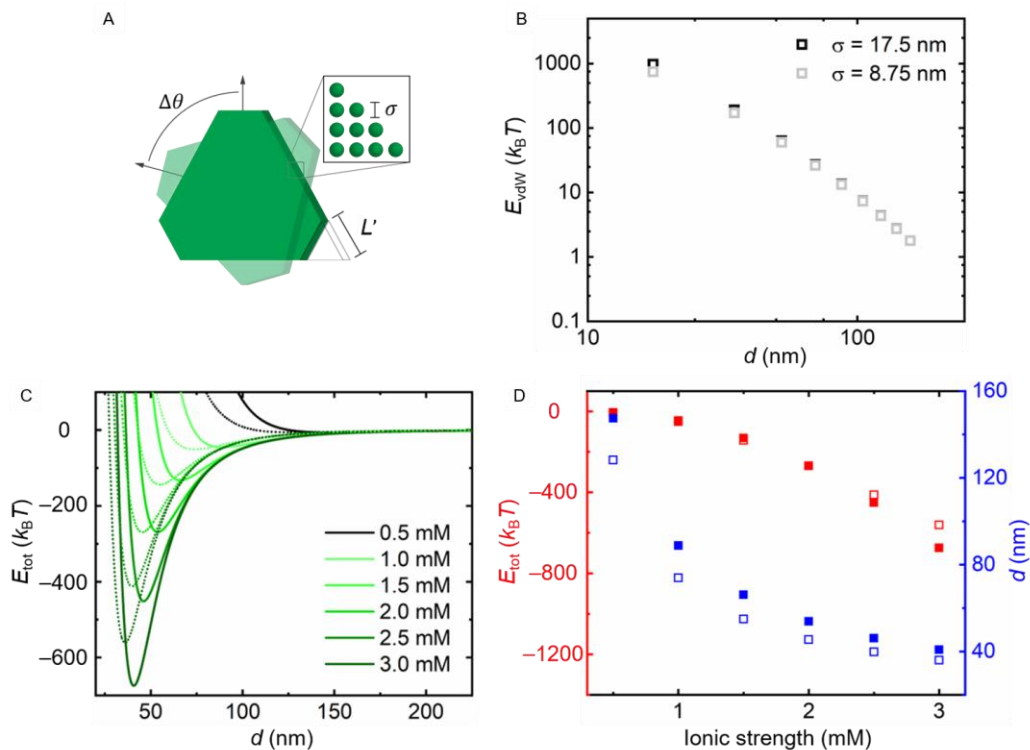 A
Δθ
σ
L'
B
σ = 17.5 nm
σ = 8.75 nm
1000
100
10
1
0.1
10
100
E_vdW (k_BT)
d (nm)
C
0
−200
−400
−600
E_tot (k_BT)
0.5 mM
1.0 mM
1.5 mM
2.0 mM
2.5 mM
3.0 mM
50
100
150
200
d (nm)
D
0
−400
−800
−1200
E_tot (k_BT)
160
120
80
40
d (nm)
1
2
3
Ionic strength (mM)